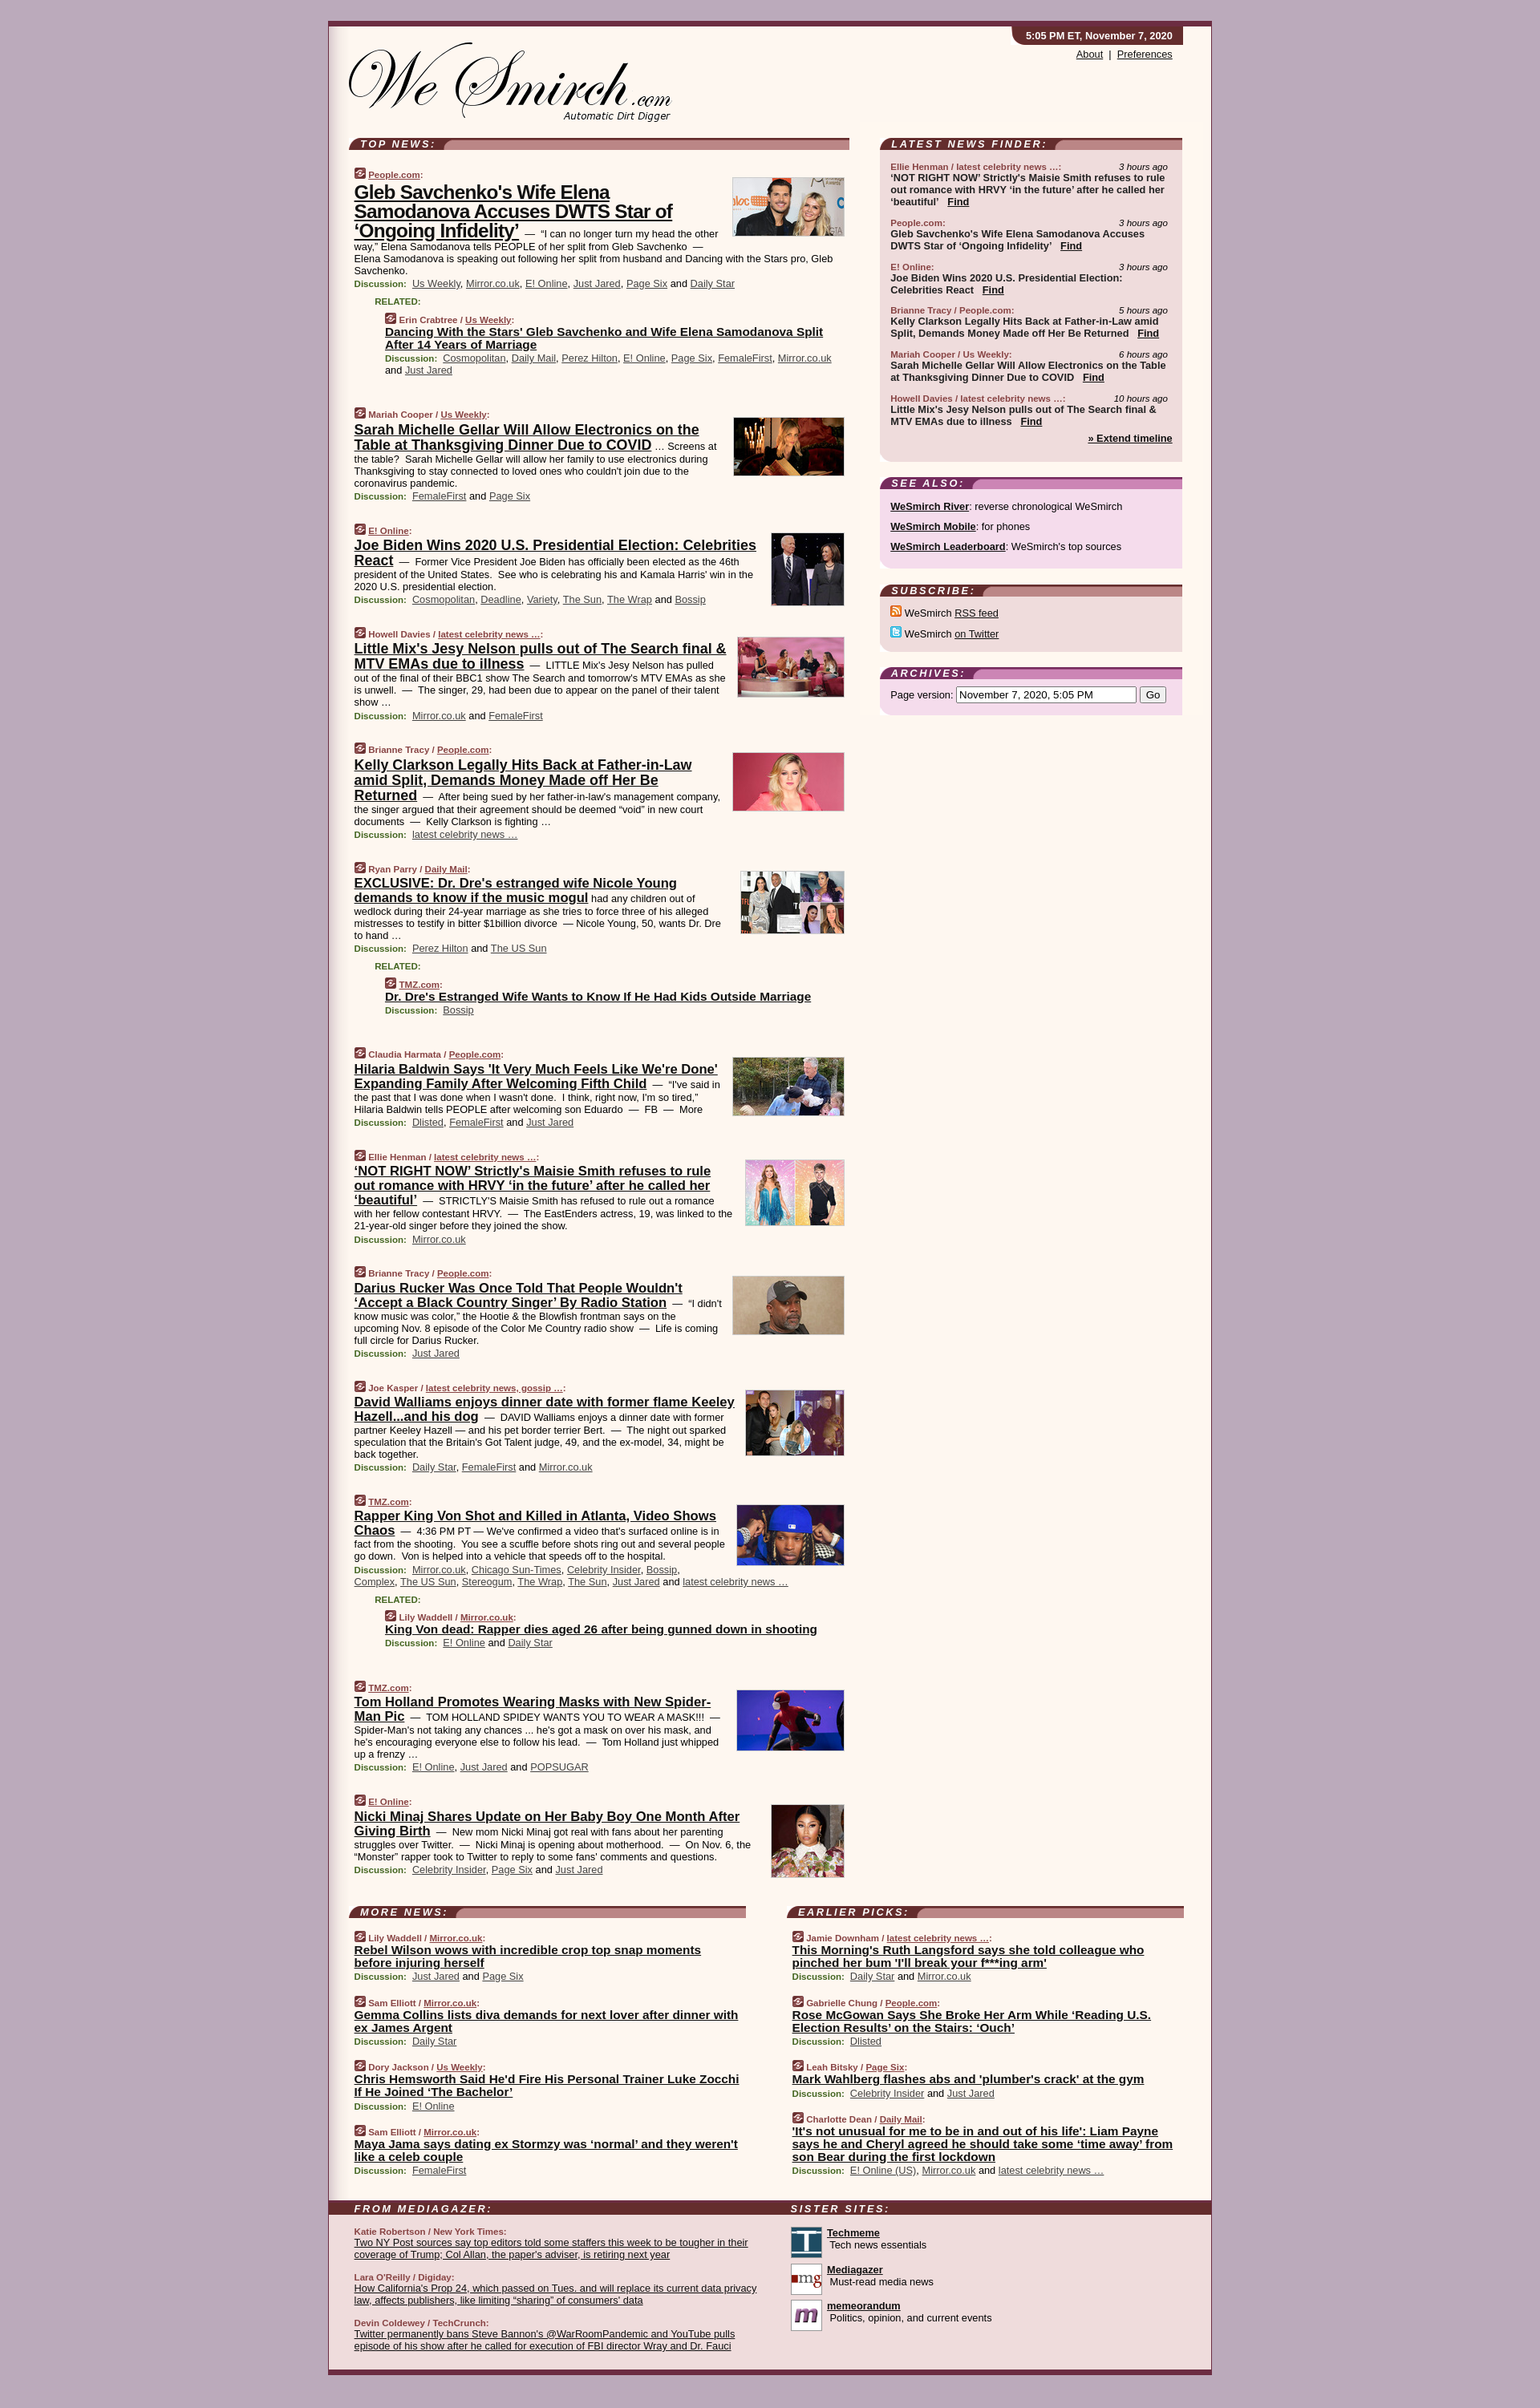 5:05 PM ET, November 7, 2020
About | Preferences
We Smirch.com
Automatic Dirt Digger
TOP NEWS:
People.com:
Gleb Savchenko's Wife Elena
Samodanova Accuses DWTS Star of
‘Ongoing Infidelity’ — “I can no longer turn my head the other
way,” Elena Samodanova tells PEOPLE of her split from Gleb Savchenko —
Elena Samodanova is speaking out following her split from husband and Dancing with the Stars pro, Gleb
Savchenko.
Discussion: Us Weekly, Mirror.co.uk, E! Online, Just Jared, Page Six and Daily Star
RELATED:
Erin Crabtree / Us Weekly:
Dancing With the Stars' Gleb Savchenko and Wife Elena Samodanova Split
After 14 Years of Marriage
Discussion: Cosmopolitan, Daily Mail, Perez Hilton, E! Online, Page Six, FemaleFirst, Mirror.co.uk
and Just Jared
Mariah Cooper / Us Weekly:
Sarah Michelle Gellar Will Allow Electronics on the
Table at Thanksgiving Dinner Due to COVID … Screens at
the table? Sarah Michelle Gellar will allow her family to use electronics during
Thanksgiving to stay connected to loved ones who couldn't join due to the
coronavirus pandemic.
Discussion: FemaleFirst and Page Six
E! Online:
Joe Biden Wins 2020 U.S. Presidential Election: Celebrities
React — Former Vice President Joe Biden has officially been elected as the 46th
president of the United States. See who is celebrating his and Kamala Harris' win in the
2020 U.S. presidential election.
Discussion: Cosmopolitan, Deadline, Variety, The Sun, The Wrap and Bossip
Howell Davies / latest celebrity news …:
Little Mix's Jesy Nelson pulls out of The Search final &
MTV EMAs due to illness — LITTLE Mix's Jesy Nelson has pulled
out of the final of their BBC1 show The Search and tomorrow's MTV EMAs as she
is unwell. — The singer, 29, had been due to appear on the panel of their talent
show …
Discussion: Mirror.co.uk and FemaleFirst
Brianne Tracy / People.com:
Kelly Clarkson Legally Hits Back at Father-in-Law
amid Split, Demands Money Made off Her Be
Returned — After being sued by her father-in-law's management company,
the singer argued that their agreement should be deemed “void” in new court
documents — Kelly Clarkson is fighting …
Discussion: latest celebrity news …
Ryan Parry / Daily Mail:
EXCLUSIVE: Dr. Dre's estranged wife Nicole Young
demands to know if the music mogul had any children out of
wedlock during their 24-year marriage as she tries to force three of his alleged
mistresses to testify in bitter $1billion divorce — Nicole Young, 50, wants Dr. Dre
to hand …
Discussion: Perez Hilton and The US Sun
RELATED:
TMZ.com:
Dr. Dre's Estranged Wife Wants to Know If He Had Kids Outside Marriage
Discussion: Bossip
Claudia Harmata / People.com:
Hilaria Baldwin Says 'It Very Much Feels Like We're Done'
Expanding Family After Welcoming Fifth Child — “I've said in
the past that I was done when I wasn't done. I think, right now, I'm so tired,”
Hilaria Baldwin tells PEOPLE after welcoming son Eduardo — FB — More
Discussion: Dlisted, FemaleFirst and Just Jared
Ellie Henman / latest celebrity news …:
‘NOT RIGHT NOW’ Strictly's Maisie Smith refuses to rule
out romance with HRVY ‘in the future’ after he called her
‘beautiful’ — STRICTLY'S Maisie Smith has refused to rule out a romance
with her fellow contestant HRVY. — The EastEnders actress, 19, was linked to the
21-year-old singer before they joined the show.
Discussion: Mirror.co.uk
Brianne Tracy / People.com:
Darius Rucker Was Once Told That People Wouldn't
‘Accept a Black Country Singer’ By Radio Station — “I didn't
know music was color,” the Hootie & the Blowfish frontman says on the
upcoming Nov. 8 episode of the Color Me Country radio show — Life is coming
full circle for Darius Rucker.
Discussion: Just Jared
Joe Kasper / latest celebrity news, gossip …:
David Walliams enjoys dinner date with former flame Keeley
Hazell...and his dog — DAVID Walliams enjoys a dinner date with former
partner Keeley Hazell — and his pet border terrier Bert. — The night out sparked
speculation that the Britain's Got Talent judge, 49, and the ex-model, 34, might be
back together.
Discussion: Daily Star, FemaleFirst and Mirror.co.uk
TMZ.com:
Rapper King Von Shot and Killed in Atlanta, Video Shows
Chaos — 4:36 PM PT — We've confirmed a video that's surfaced online is in
fact from the shooting. You see a scuffle before shots ring out and several people
go down. Von is helped into a vehicle that speeds off to the hospital.
Discussion: Mirror.co.uk, Chicago Sun-Times, Celebrity Insider, Bossip,
Complex, The US Sun, Stereogum, The Wrap, The Sun, Just Jared and latest celebrity news …
RELATED:
Lily Waddell / Mirror.co.uk:
King Von dead: Rapper dies aged 26 after being gunned down in shooting
Discussion: E! Online and Daily Star
TMZ.com:
Tom Holland Promotes Wearing Masks with New Spider-
Man Pic — TOM HOLLAND SPIDEY WANTS YOU TO WEAR A MASK!!! —
Spider-Man's not taking any chances ... he's got a mask on over his mask, and
he's encouraging everyone else to follow his lead. — Tom Holland just whipped
up a frenzy …
Discussion: E! Online, Just Jared and POPSUGAR
E! Online:
Nicki Minaj Shares Update on Her Baby Boy One Month After
Giving Birth — New mom Nicki Minaj got real with fans about her parenting
struggles over Twitter. — Nicki Minaj is opening about motherhood. — On Nov. 6, the
“Monster” rapper took to Twitter to reply to some fans' comments and questions.
Discussion: Celebrity Insider, Page Six and Just Jared
LATEST NEWS FINDER:
Ellie Henman / latest celebrity news …: 3 hours ago
‘NOT RIGHT NOW’ Strictly's Maisie Smith refuses to rule
out romance with HRVY ‘in the future’ after he called her
‘beautiful’ Find
People.com: 3 hours ago
Gleb Savchenko's Wife Elena Samodanova Accuses
DWTS Star of ‘Ongoing Infidelity’ Find
E! Online: 3 hours ago
Joe Biden Wins 2020 U.S. Presidential Election:
Celebrities React Find
Brianne Tracy / People.com: 5 hours ago
Kelly Clarkson Legally Hits Back at Father-in-Law amid
Split, Demands Money Made off Her Be Returned Find
Mariah Cooper / Us Weekly: 6 hours ago
Sarah Michelle Gellar Will Allow Electronics on the Table
at Thanksgiving Dinner Due to COVID Find
Howell Davies / latest celebrity news …: 10 hours ago
Little Mix's Jesy Nelson pulls out of The Search final &
MTV EMAs due to illness Find
» Extend timeline
SEE ALSO:
WeSmirch River: reverse chronological WeSmirch
WeSmirch Mobile: for phones
WeSmirch Leaderboard: WeSmirch's top sources
SUBSCRIBE:
WeSmirch RSS feed
WeSmirch on Twitter
ARCHIVES:
Page version: November 7, 2020, 5:05 PM Go
MORE NEWS:
Lily Waddell / Mirror.co.uk:
Rebel Wilson wows with incredible crop top snap moments
before injuring herself
Discussion: Just Jared and Page Six
Sam Elliott / Mirror.co.uk:
Gemma Collins lists diva demands for next lover after dinner with
ex James Argent
Discussion: Daily Star
Dory Jackson / Us Weekly:
Chris Hemsworth Said He'd Fire His Personal Trainer Luke Zocchi
If He Joined ‘The Bachelor’
Discussion: E! Online
Sam Elliott / Mirror.co.uk:
Maya Jama says dating ex Stormzy was ‘normal’ and they weren't
like a celeb couple
Discussion: FemaleFirst
EARLIER PICKS:
Jamie Downham / latest celebrity news …:
This Morning's Ruth Langsford says she told colleague who
pinched her bum 'I'll break your f***ing arm'
Discussion: Daily Star and Mirror.co.uk
Gabrielle Chung / People.com:
Rose McGowan Says She Broke Her Arm While ‘Reading U.S.
Election Results’ on the Stairs: ‘Ouch’
Discussion: Dlisted
Leah Bitsky / Page Six:
Mark Wahlberg flashes abs and 'plumber's crack' at the gym
Discussion: Celebrity Insider and Just Jared
Charlotte Dean / Daily Mail:
'It's not unusual for me to be in and out of his life': Liam Payne
says he and Cheryl agreed he should take some ‘time away’ from
son Bear during the first lockdown
Discussion: E! Online (US), Mirror.co.uk and latest celebrity news …
FROM MEDIAGAZER:
Katie Robertson / New York Times:
Two NY Post sources say top editors told some staffers this week to be tougher in their
coverage of Trump; Col Allan, the paper's adviser, is retiring next year
Lara O'Reilly / Digiday:
How California's Prop 24, which passed on Tues. and will replace its current data privacy
law, affects publishers, like limiting “sharing” of consumers' data
Devin Coldewey / TechCrunch:
Twitter permanently bans Steve Bannon's @WarRoomPandemic and YouTube pulls
episode of his show after he called for execution of FBI director Wray and Dr. Fauci
SISTER SITES:
T
Techmeme
Tech news essentials
mg
Mediagazer
Must-read media news
m
memeorandum
Politics, opinion, and current events